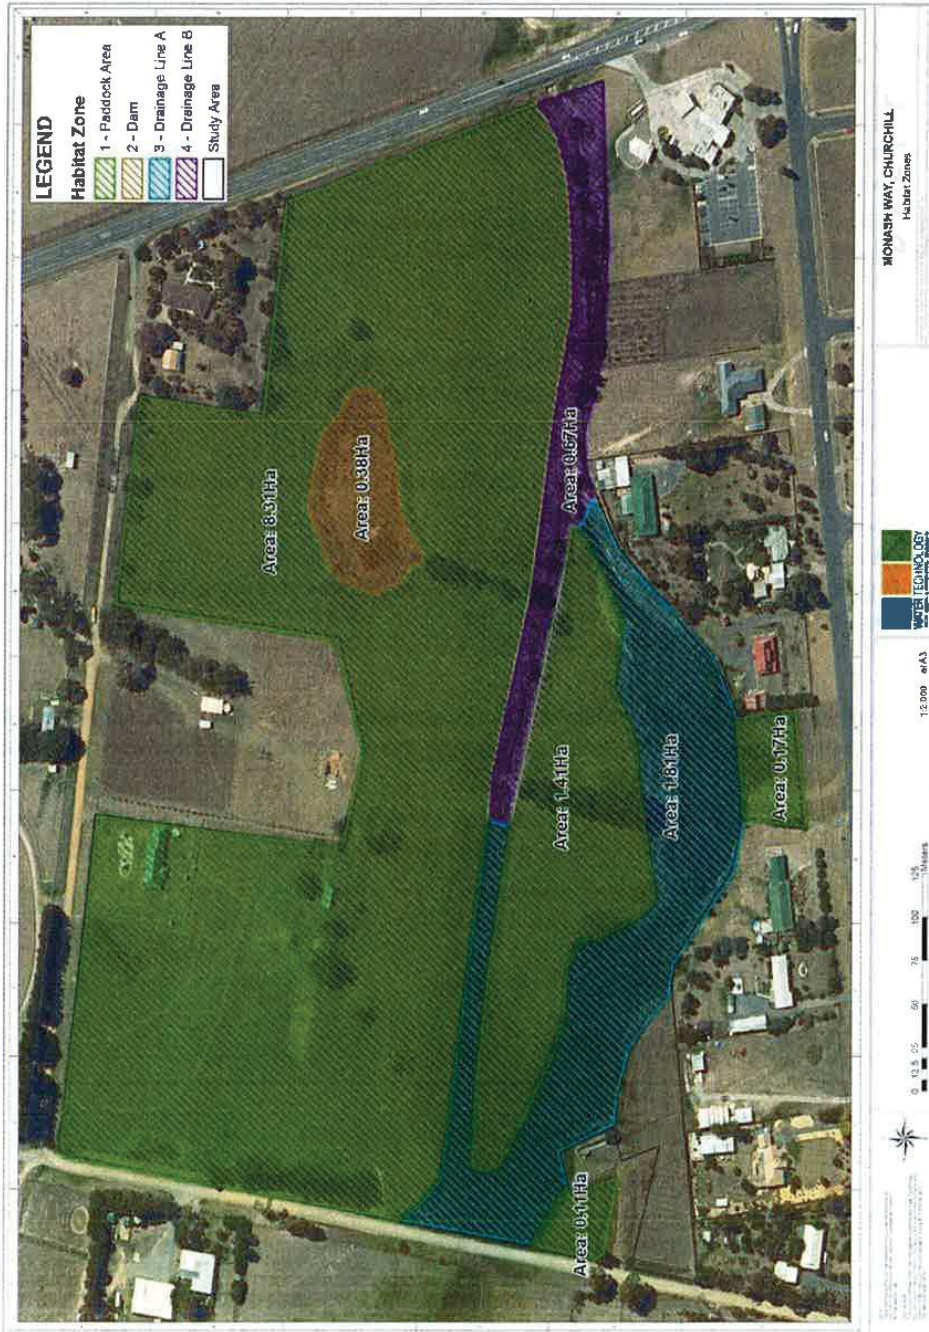 LEGEND
Habitat Zone
1 - Paddock Area
2 - Dam
3 - Drainage Line A
4 - Drainage Line B
Study Area
Area: 8.31Ha
Area: 0.38Ha
Area: 0.67Ha
Area: 1.41Ha
Area: 1.81Ha
Area: 0.17Ha
Area: 0.11Ha
0 12.5 25 50 75 100 125
Meters
1:2,000 at A3
WATER TECHNOLOGY
MONASH WAY, CHURCHILL
Habitat Zones